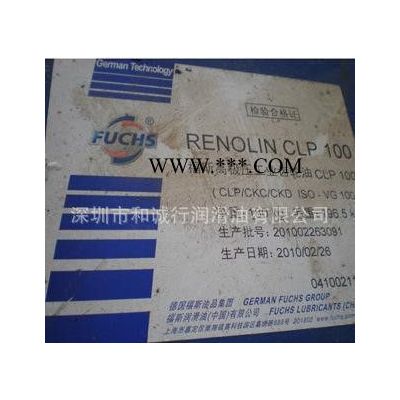 German Technology
检验合格证
FUCHS
RENOLIN CLP 100
www.***.com
CLP 100
(CLP/CKC/CKD ISO-VG 100
深圳市和诚行润滑油有限公司
生产批号: 201002263091
生产日期: 2010/02/26
0410021
德国福斯油品集团 GERMAN FUCHS GROUP
福斯润滑油(中国)有限公司 FUCHS LUBRICANTS (CH